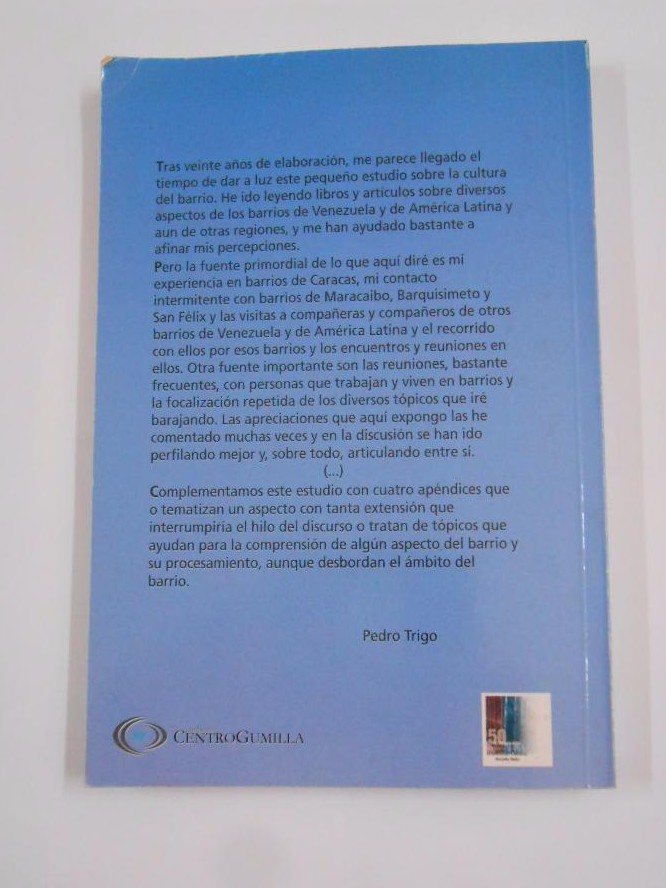 Tras veinte años de elaboración, me parece llegado el
tiempo de dar a luz este pequeño estudio sobre la cultura
del barrio. He ido leyendo libros y artículos sobre diversos
aspectos de los barrios de Venezuela y de América Latina y
aun de otras regiones, y me han ayudado bastante a
afinar mis percepciones.
Pero la fuente primordial de lo que aquí diré es mi
experiencia en barrios de Caracas, mi contacto
intermitente con barrios de Maracaibo, Barquisimeto y
San Félix y las visitas a compañeras y compañeros de otros
barrios de Venezuela y de América Latina y el recorrido
con ellos por esos barrios y los encuentros y reuniones en
ellos. Otra fuente importante son las reuniones, bastante
frecuentes, con personas que trabajan y viven en barrios y
la focalización repetida de los diversos tópicos que iré
barajando. Las apreciaciones que aquí expongo las he
comentado muchas veces y en la discusión se han ido
perfilando mejor y, sobre todo, articulando entre sí.
(...)
Complementamos este estudio con cuatro apéndices que
o tematizan un aspecto con tanta extensión que
interrumpiría el hilo del discurso o tratan de tópicos que
ayudan para la comprensión de algún aspecto del barrio y
su procesamiento, aunque desbordan el ámbito del
barrio.
Pedro Trigo
CENTROGUMILLA
50